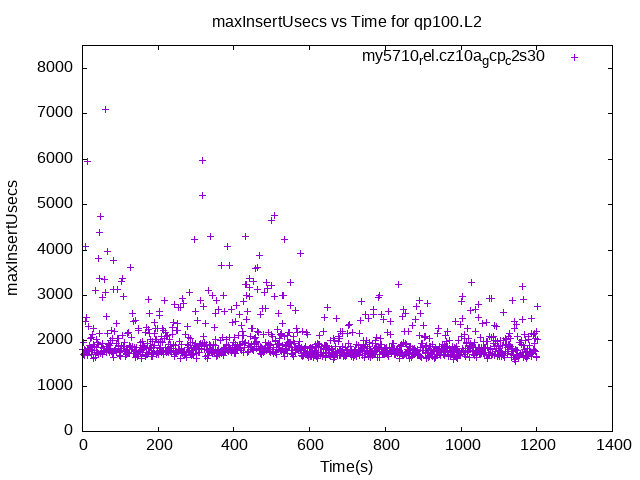 maxInsertUsecs vs Time for qp100.L2
my5710rel.cz10agcpc2s30
8000
7000
6000
5000
4000
3000
2000
1000
0
maxInsertUsecs
0 200 400 600 800 1000 1200 1400
Time(s)